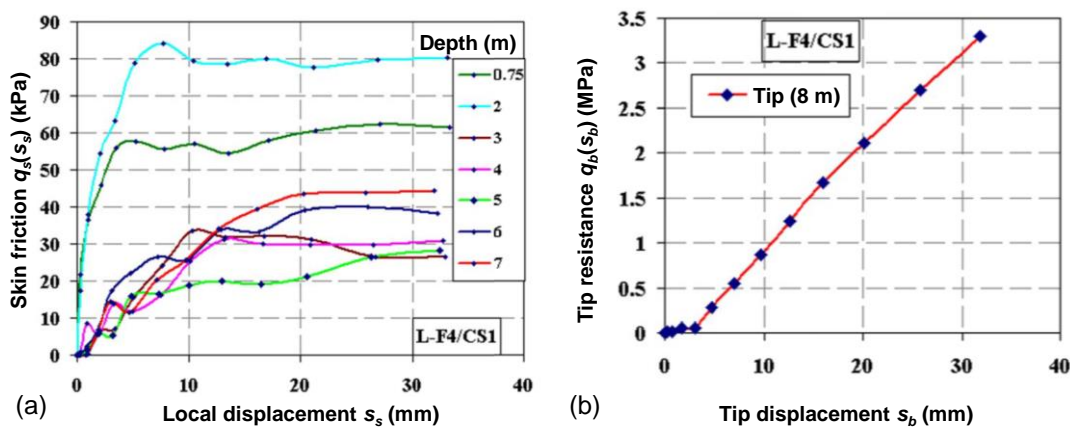 90
80
70
60
50
40
30
20
10
0
0 10 20 30 40
Skin friction qs(ss) (kPa)
Local displacement ss (mm)
Depth (m)
0.75
2
3
4
5
6
7
L-F4/CS1
(a)
3.5
3
2.5
2
1.5
1
0.5
0
0 10 20 30 40
Tip resistance qb(sb) (MPa)
Tip displacement sb (mm)
L-F4/CS1
Tip (8 m)
(b)